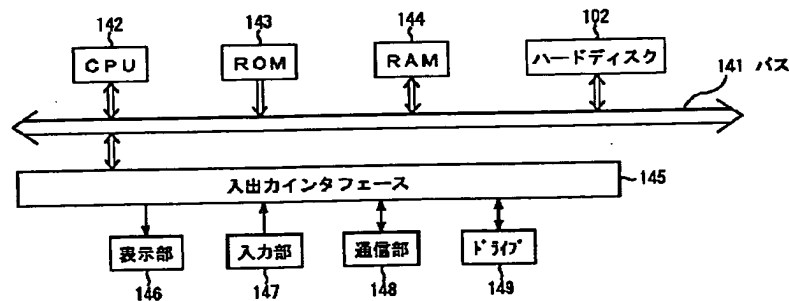 142
143
144
102
CPU
ROM
RAM
ハードディスク
141 バス
入出力インタフェース
145
表示部
入力部
通信部
ドライブ
146
147
148
149